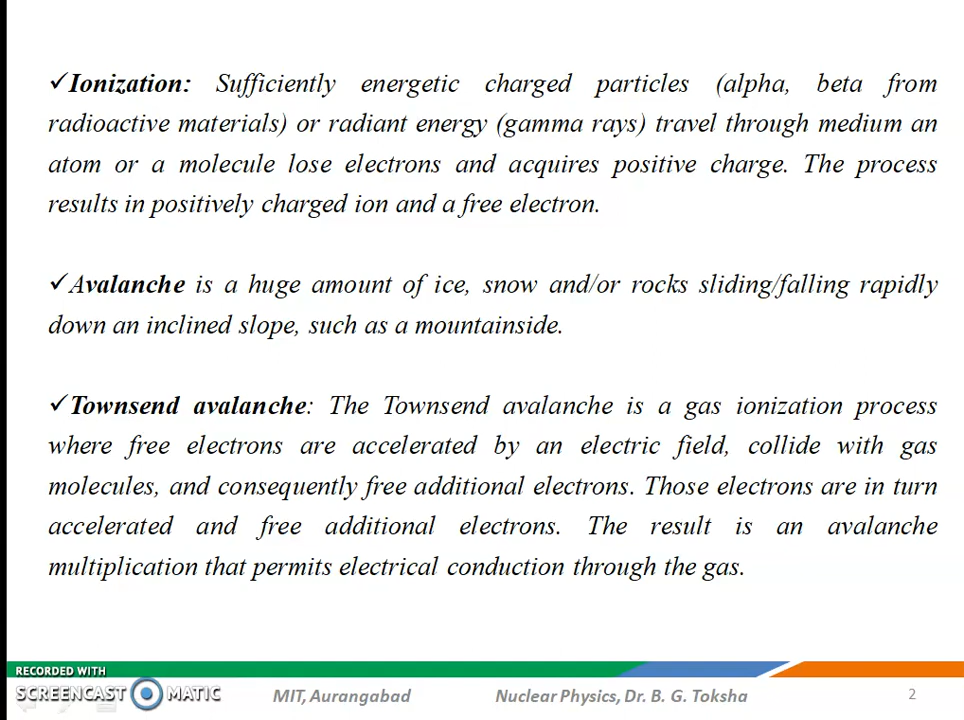 ✓Ionization: Sufficiently energetic charged particles (alpha, beta from
radioactive materials) or radiant energy (gamma rays) travel through medium an
atom or a molecule lose electrons and acquires positive charge. The process
results in positively charged ion and a free electron.
✓Avalanche is a huge amount of ice, snow and/or rocks sliding/falling rapidly
down an inclined slope, such as a mountainside.
✓Townsend avalanche: The Townsend avalanche is a gas ionization process
where free electrons are accelerated by an electric field, collide with gas
molecules, and consequently free additional electrons. Those electrons are in turn
accelerated and free additional electrons. The result is an avalanche
multiplication that permits electrical conduction through the gas.
RECORDED WITH
SCREENCAST MATIC
MIT, Aurangabad
Nuclear Physics, Dr. B. G. Toksha
2